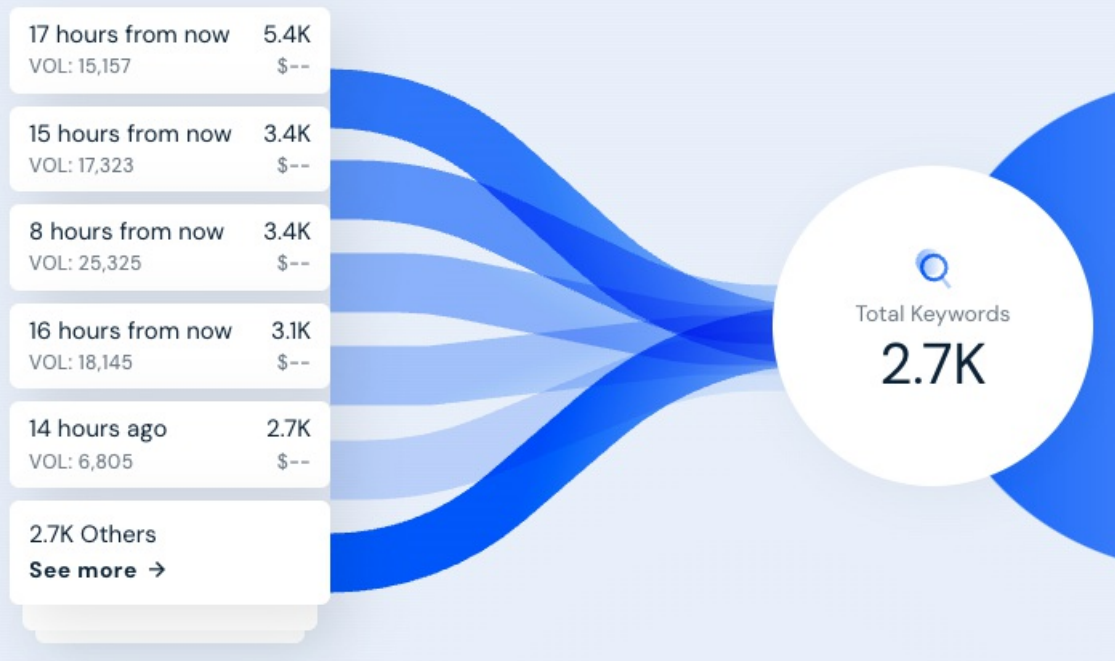 17 hours from now 5.4K
VOL: 15,157 $--
15 hours from now 3.4K
VOL: 17,323 $--
8 hours from now 3.4K
VOL: 25,325 $--
16 hours from now 3.1K
VOL: 18,145 $--
14 hours ago 2.7K
VOL: 6,805 $--
2.7K Others
See more →
Total Keywords
2.7K